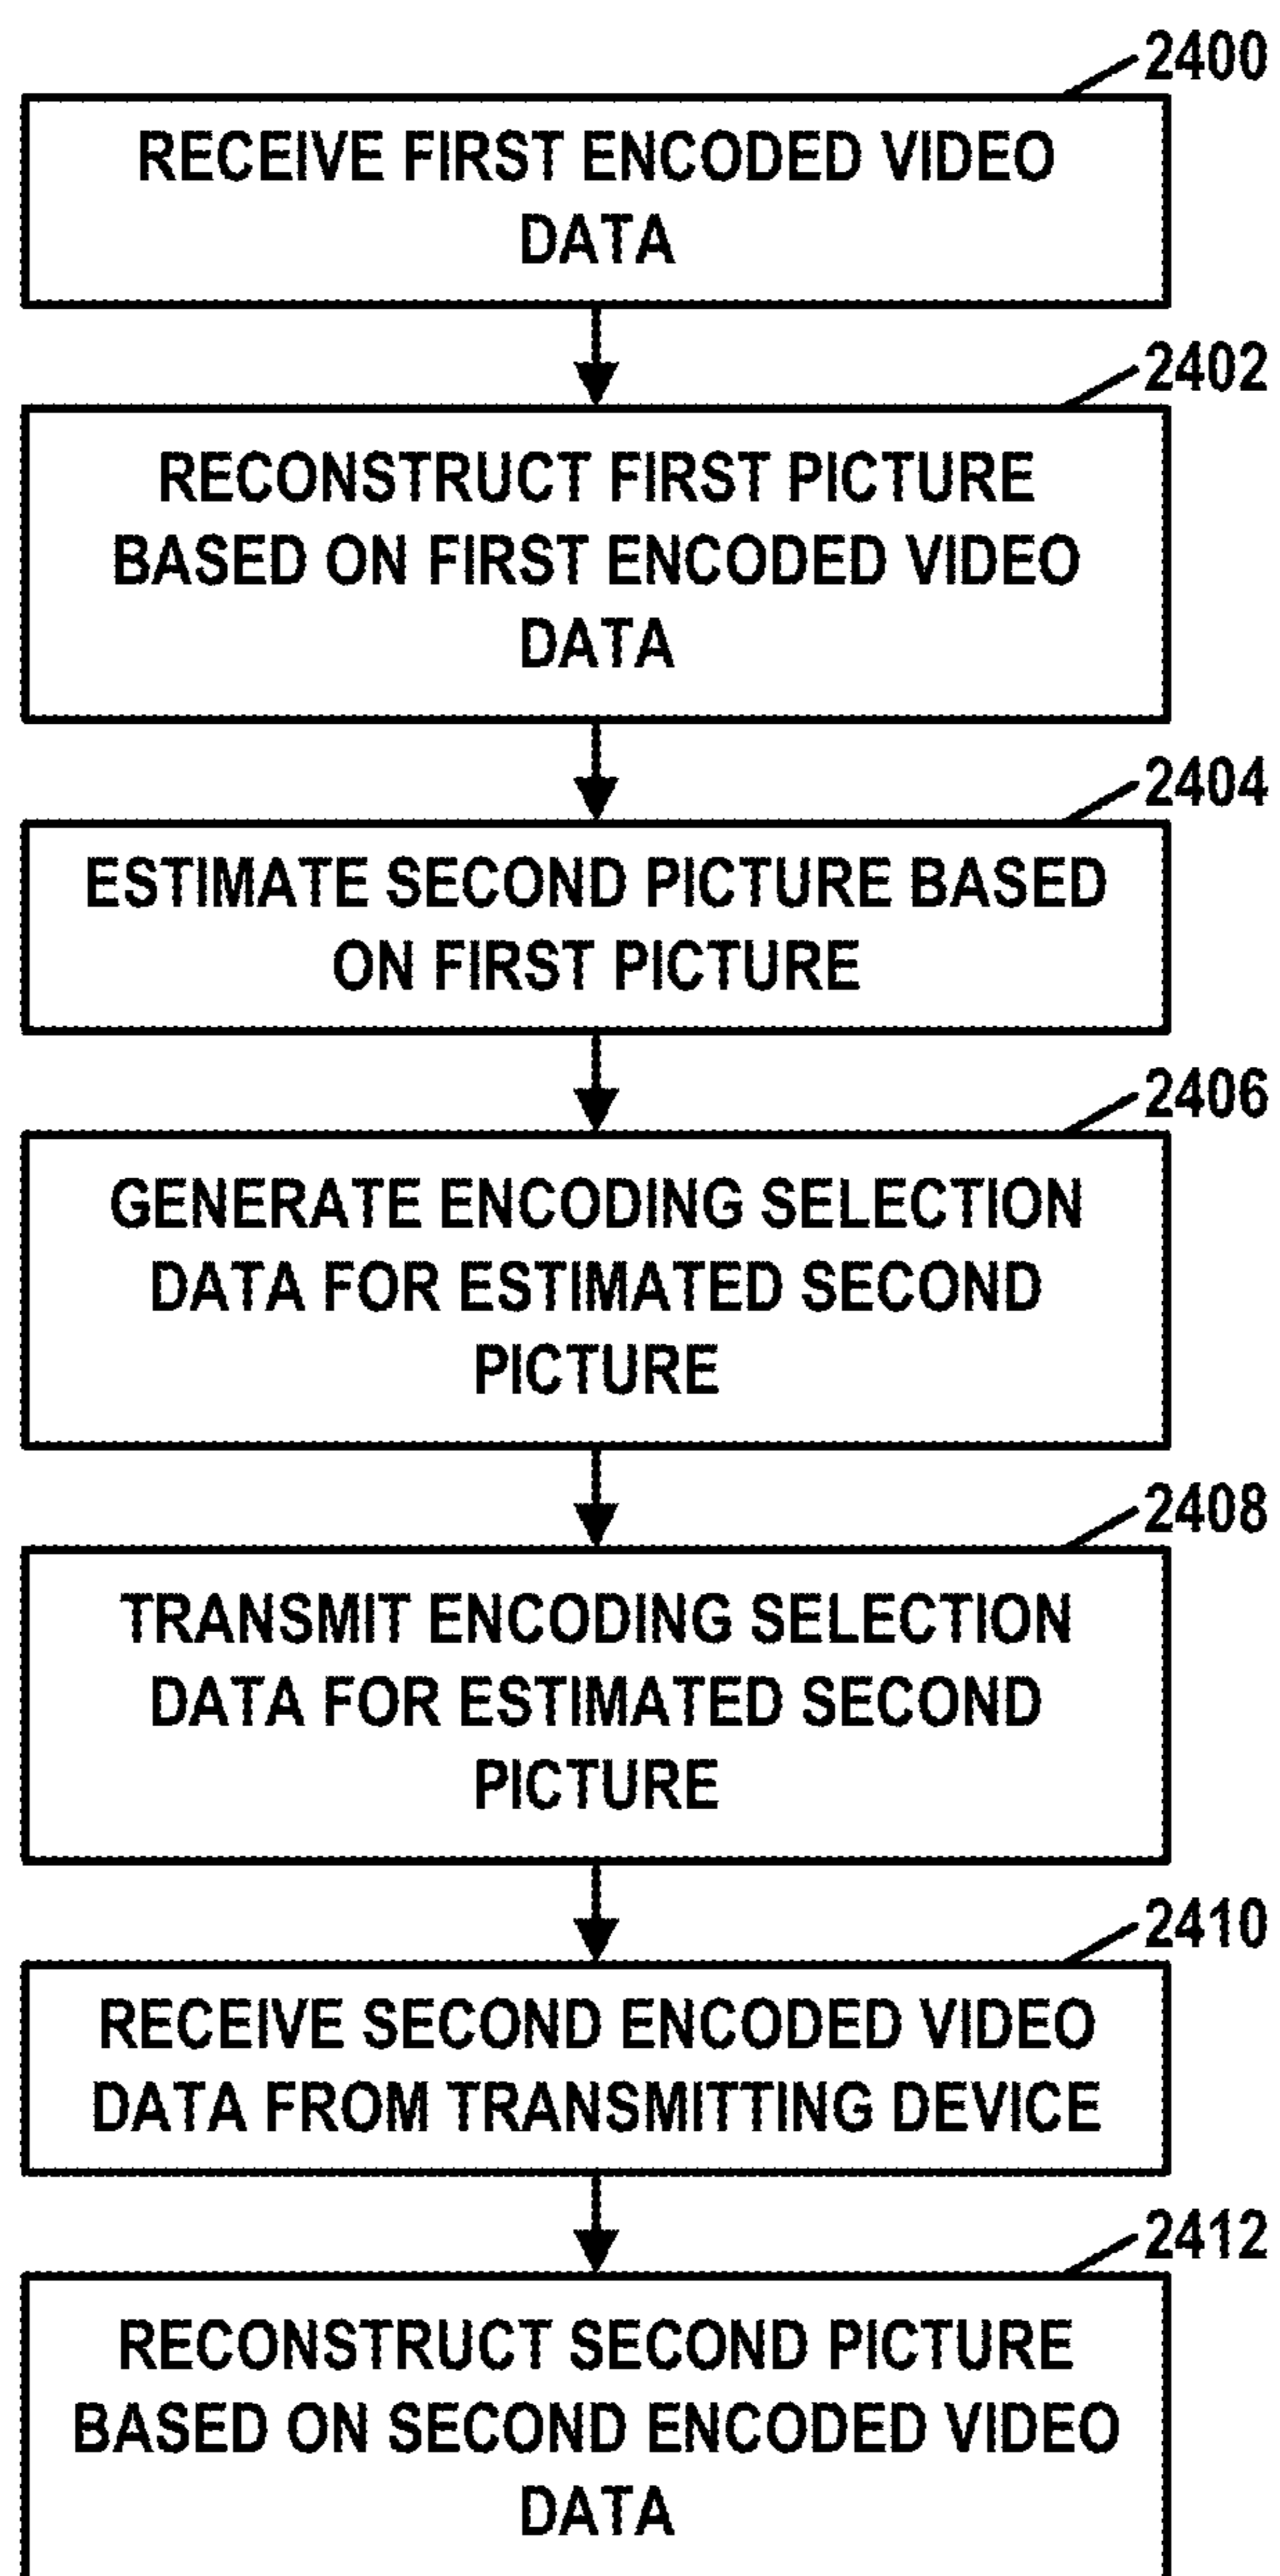 2400
RECEIVE FIRST ENCODED VIDEO
DATA
2402
RECONSTRUCT FIRST PICTURE
BASED ON FIRST ENCODED VIDEO
DATA
2404
ESTIMATE SECOND PICTURE BASED
ON FIRST PICTURE
2406
GENERATE ENCODING SELECTION
DATA FOR ESTIMATED SECOND
PICTURE
2408
TRANSMIT ENCODING SELECTION
DATA FOR ESTIMATED SECOND
PICTURE
2410
RECEIVE SECOND ENCODED VIDEO
DATA FROM TRANSMITTING DEVICE
2412
RECONSTRUCT SECOND PICTURE
BASED ON SECOND ENCODED VIDEO
DATA